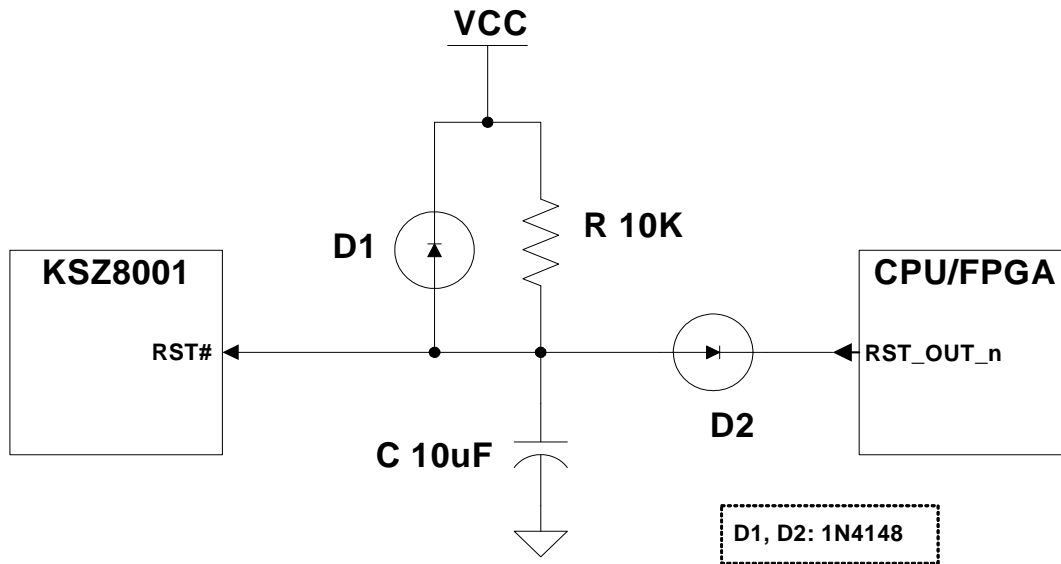 VCC
D1
R 10K
KSZ8001
CPU/FPGA
RST#
RST_OUT_n
D2
C 10uF
D1, D2: 1N4148